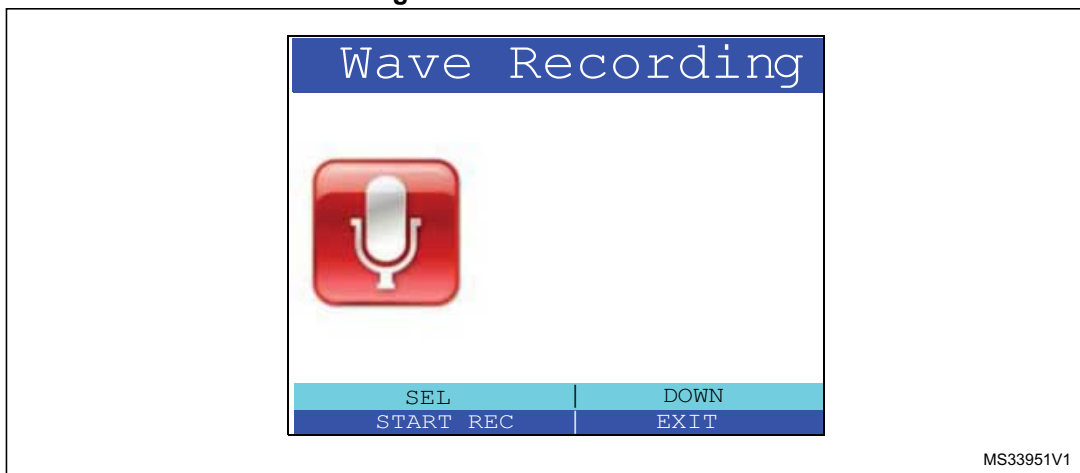 Wave Recording
SEL | DOWN
START REC | EXIT
MS33951V1